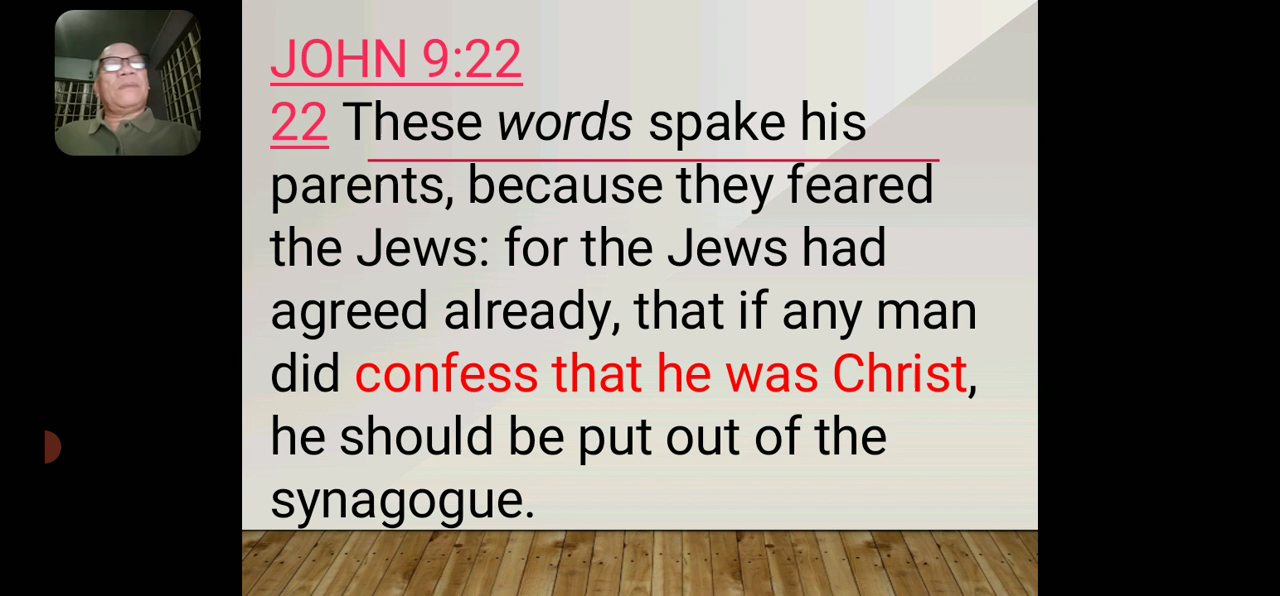 JOHN 9:22
22 These words spake his
parents, because they feared
the Jews: for the Jews had
agreed already, that if any man
did confess that he was Christ,
he should be put out of the
synagogue.